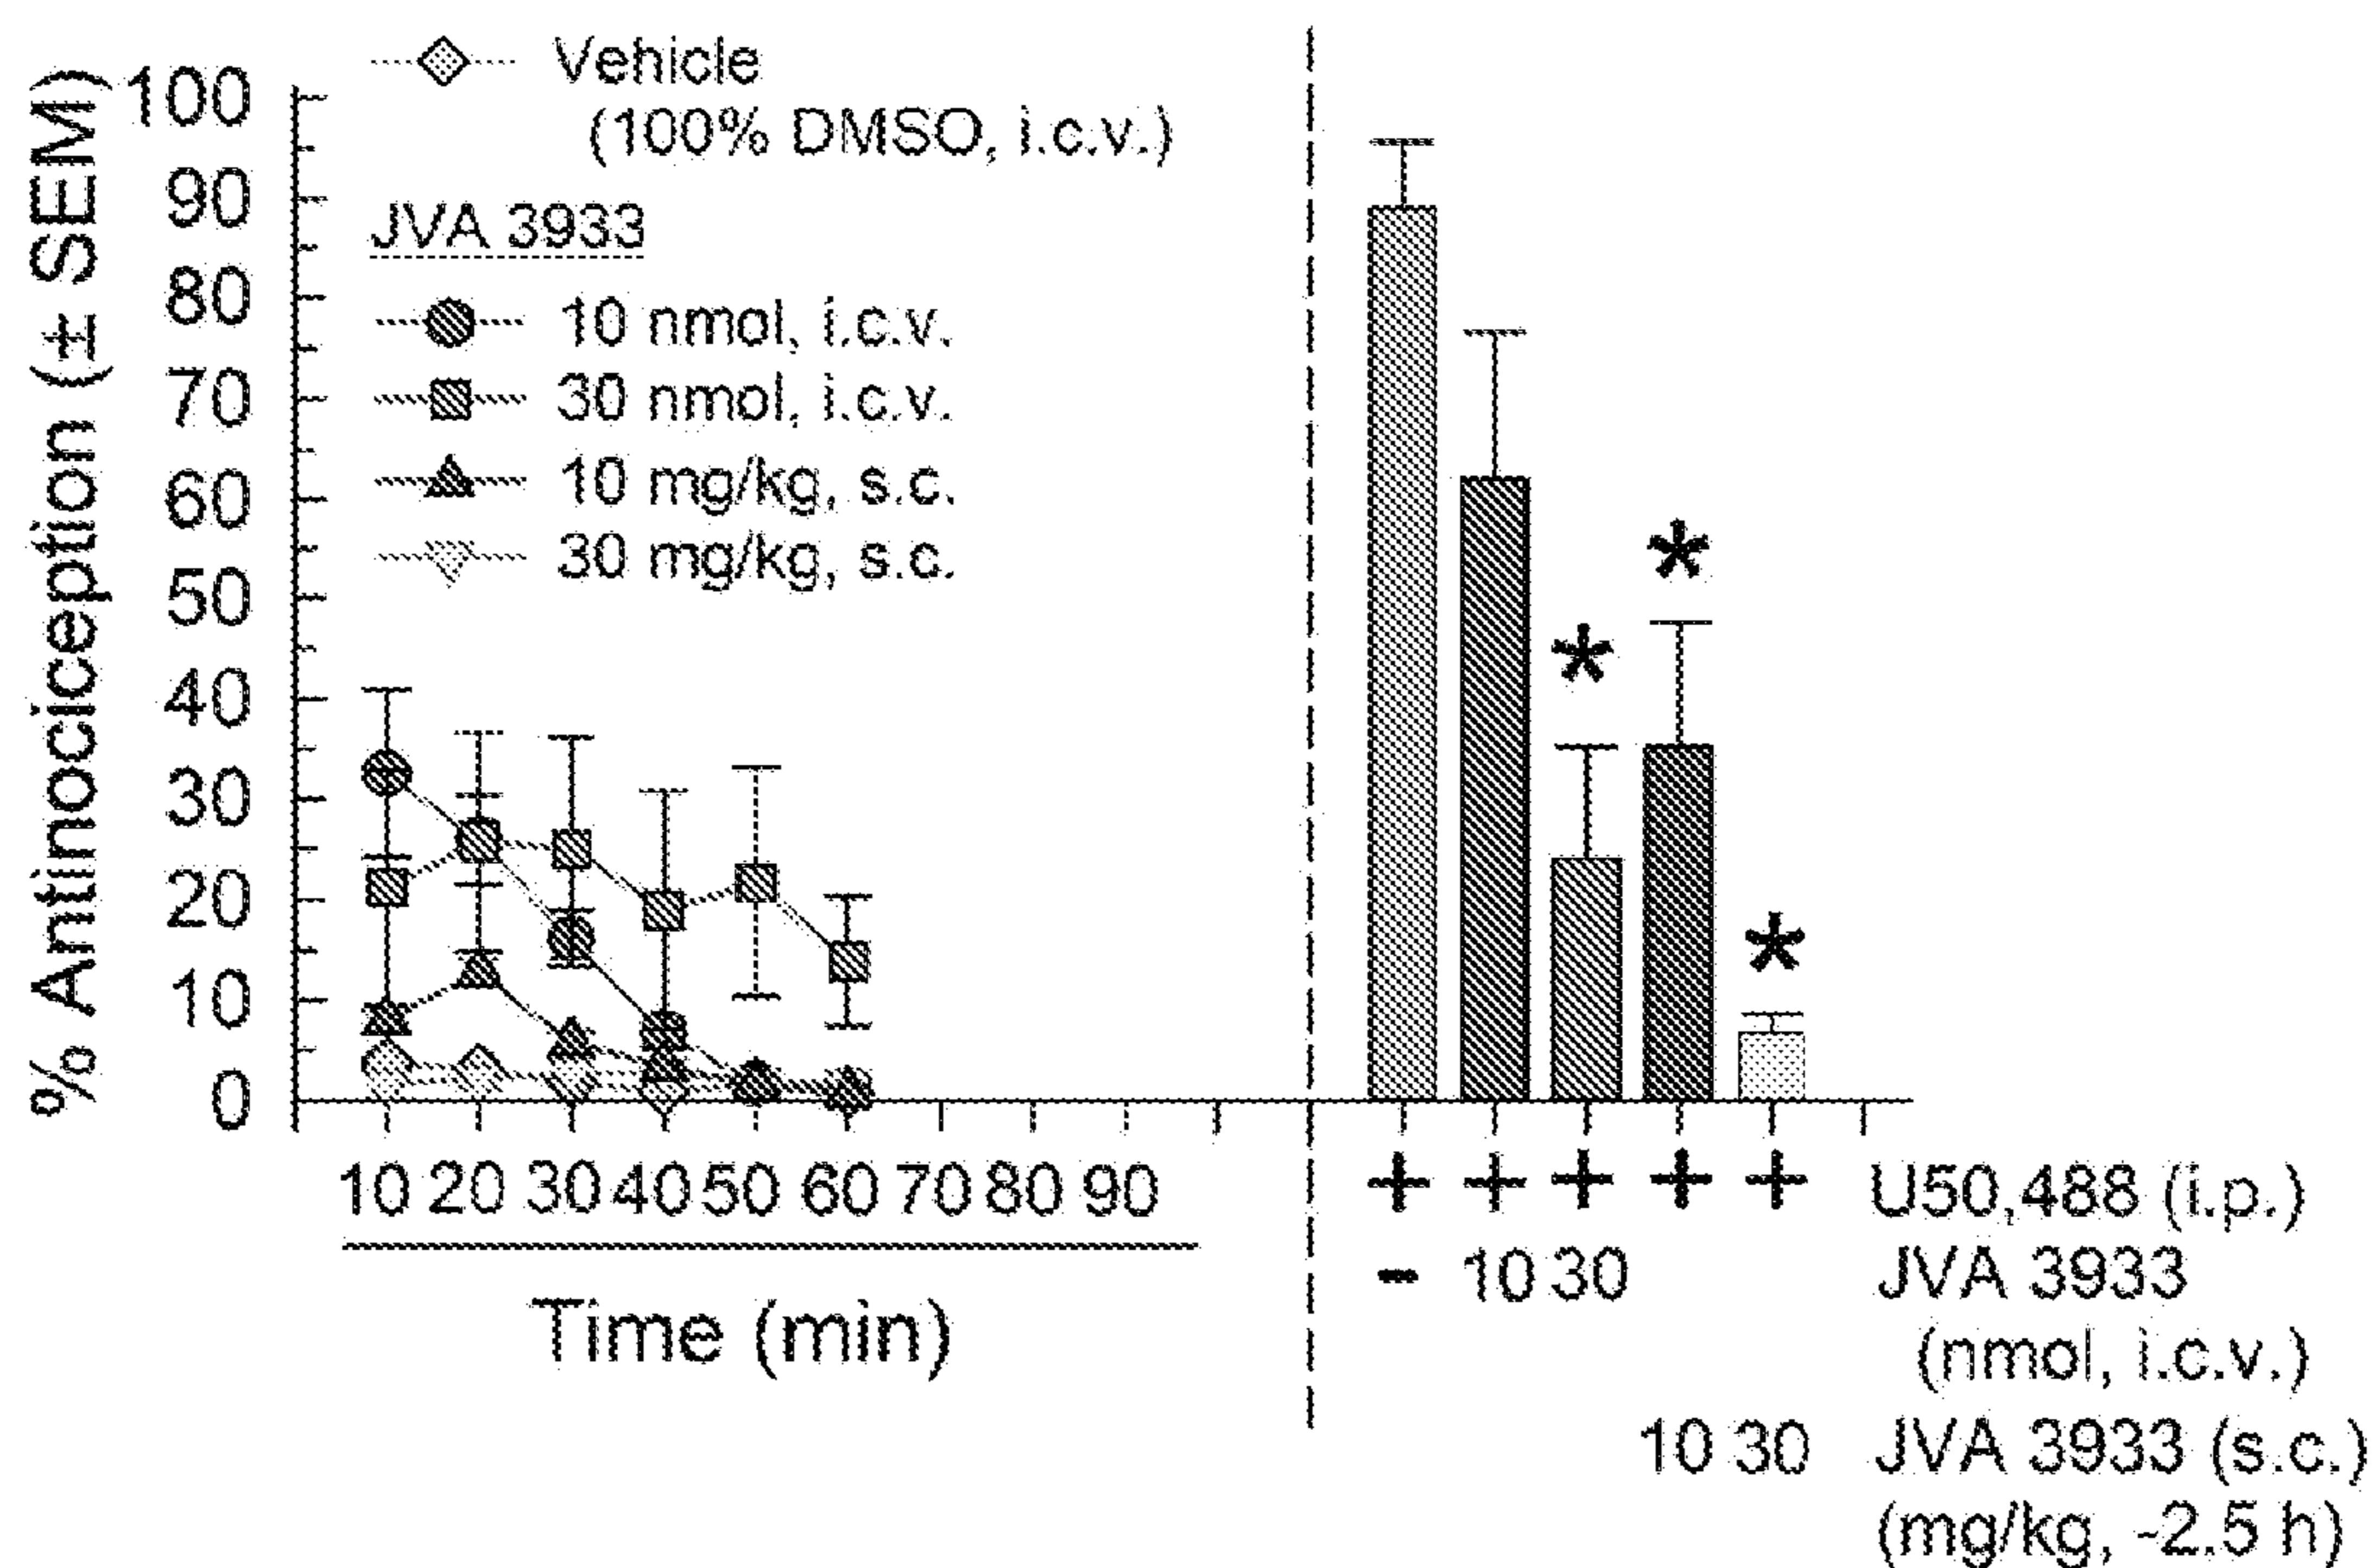 % Antinociception (± SEM)
100
90
80
70
60
50
40
30
20
10
0
Vehicle
(100% DMSO, i.c.v.)
JVA 3933
10 nmol, i.c.v.
30 nmol, i.c.v.
10 mg/kg, s.c.
30 mg/kg, s.c.
*
*
*
10 20 30 40 50 60 70 80 90
Time (min)
+ + + + + U50,488 (i.p.)
- 10 30 JVA 3933
(nmol, i.c.v.)
10 30 JVA 3933 (s.c.)
(mg/kg, -2.5 h)